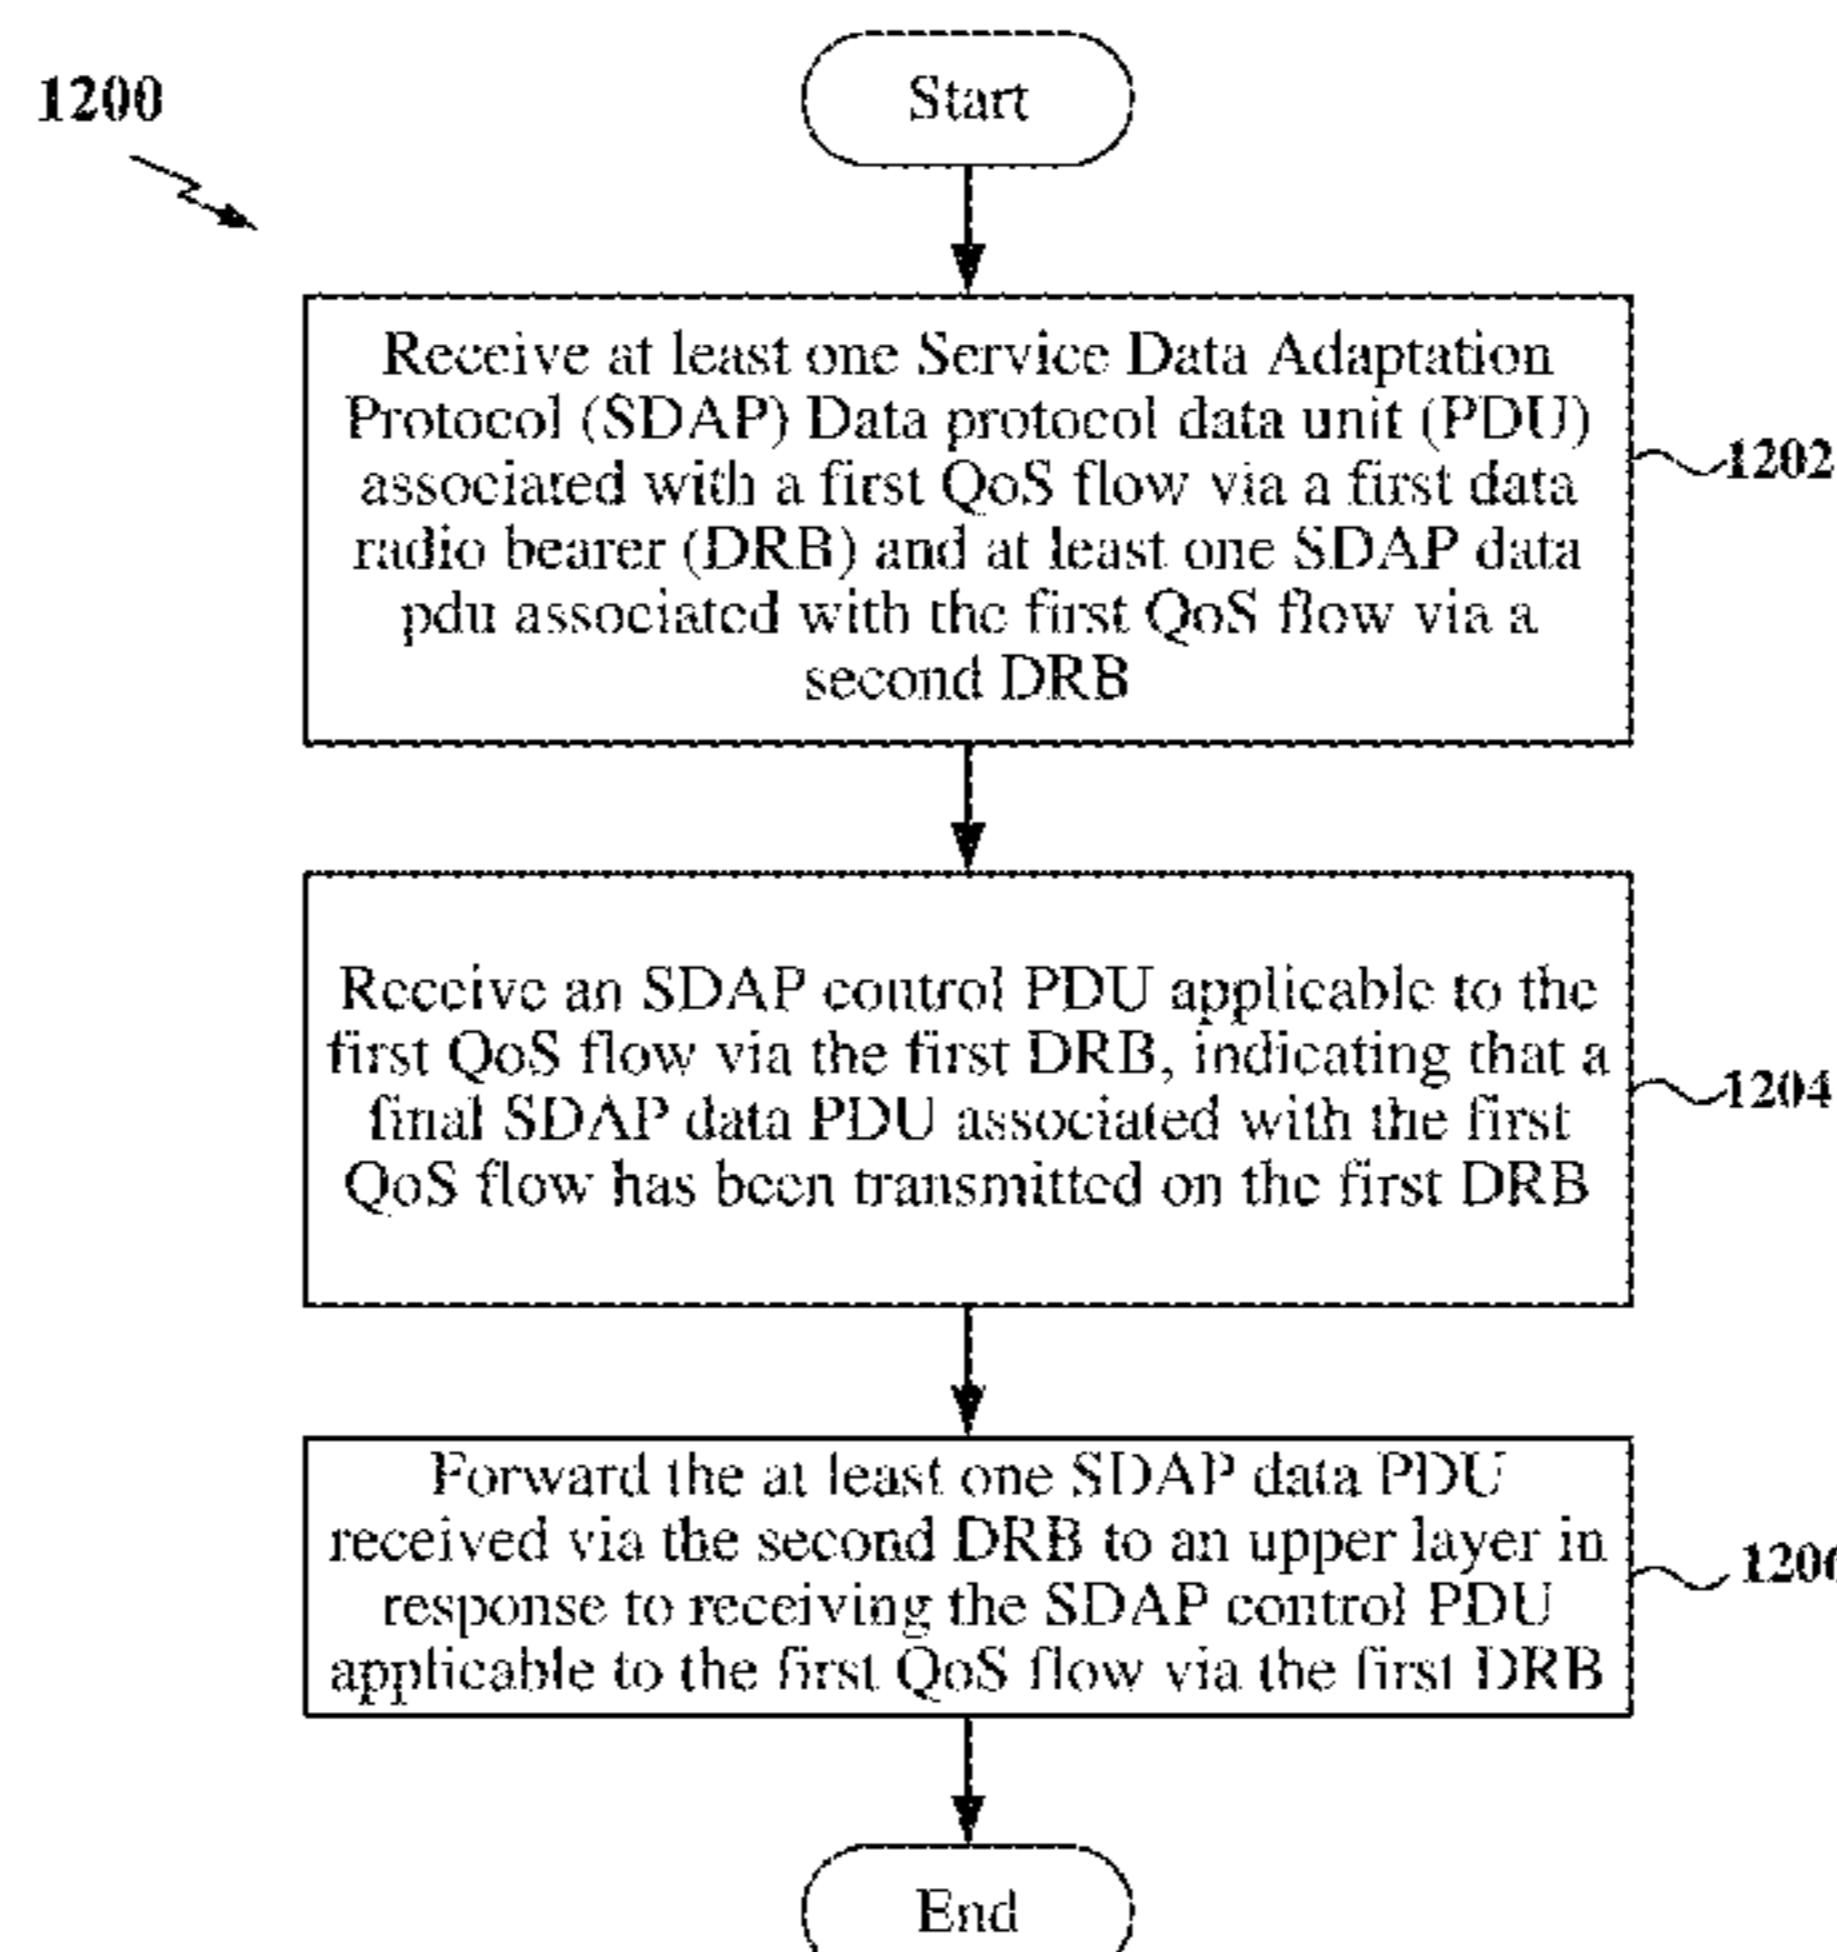 1200
Start
Receive at least one Service Data Adaptation
Protocol (SDAP) Data protocol data unit (PDU)
associated with a first QoS flow via a first data
radio bearer (DRB) and at least one SDAP data
pdu associated with the first QoS flow via a
second DRB
1202
Receive an SDAP control PDU applicable to the
first QoS flow via the first DRB, indicating that a
final SDAP data PDU associated with the first
QoS flow has been transmitted on the first DRB
1204
Forward the at least one SDAP data PDU
received via the second DRB to an upper layer in
response to receiving the SDAP control PDU
applicable to the first QoS flow via the first DRB
1206
End